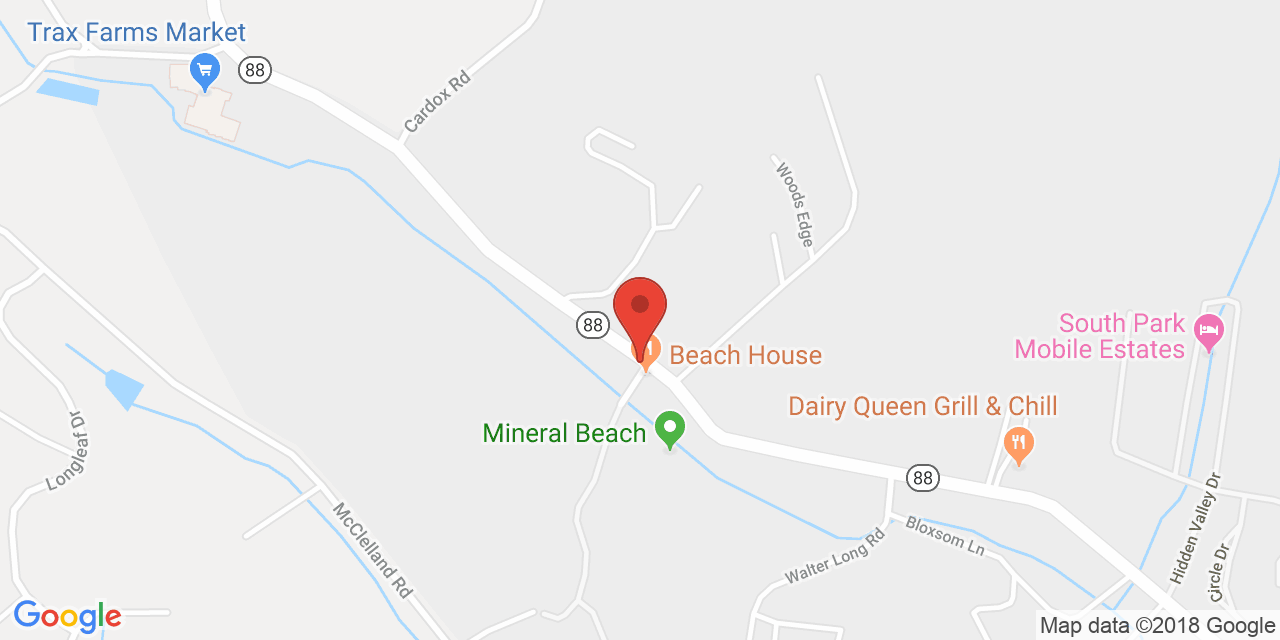 Trax Farms Market
88
Cardox Rd
Woods Edge
88
Beach House
South Park
Mobile Estates
Dairy Queen Grill & Chill
Mineral Beach
88
Longleaf Dr
McClelland Rd
Walter Long Rd
Bloxsom Ln
Hidden Valley Dr
Circle Dr
Google
Map data ©2018 Google